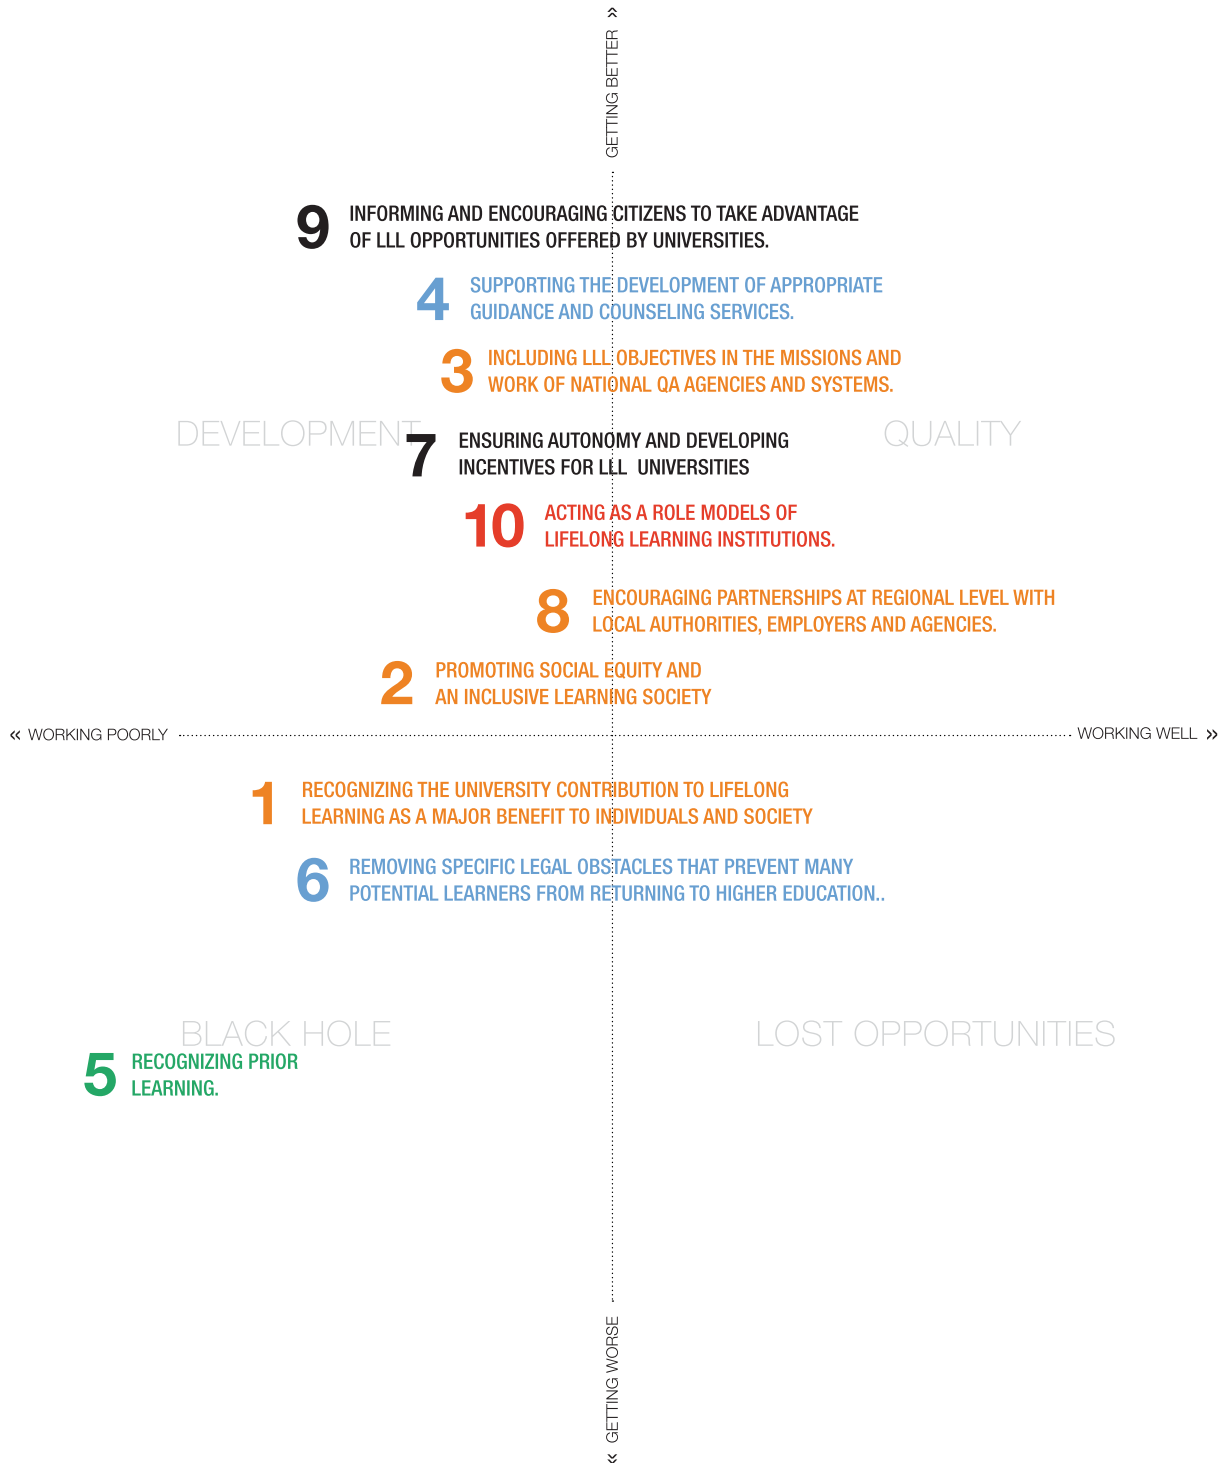 GETTING BETTER »
9 INFORMING AND ENCOURAGING CITIZENS TO TAKE ADVANTAGE
OF LLL OPPORTUNITIES OFFERED BY UNIVERSITIES.
4 SUPPORTING THE DEVELOPMENT OF APPROPRIATE
GUIDANCE AND COUNSELING SERVICES.
3 INCLUDING LLL OBJECTIVES IN THE MISSIONS AND
WORK OF NATIONAL QA AGENCIES AND SYSTEMS.
DEVELOPMENT
QUALITY
7 ENSURING AUTONOMY AND DEVELOPING
INCENTIVES FOR LLL UNIVERSITIES
10 ACTING AS A ROLE MODELS OF
LIFELONG LEARNING INSTITUTIONS.
8 ENCOURAGING PARTNERSHIPS AT REGIONAL LEVEL WITH
LOCAL AUTHORITIES, EMPLOYERS AND AGENCIES.
2 PROMOTING SOCIAL EQUITY AND
AN INCLUSIVE LEARNING SOCIETY
« WORKING POORLY
WORKING WELL »
1 RECOGNIZING THE UNIVERSITY CONTRIBUTION TO LIFELONG
LEARNING AS A MAJOR BENEFIT TO INDIVIDUALS AND SOCIETY
6 REMOVING SPECIFIC LEGAL OBSTACLES THAT PREVENT MANY
POTENTIAL LEARNERS FROM RETURNING TO HIGHER EDUCATION..
BLACK HOLE
LOST OPPORTUNITIES
5 RECOGNIZING PRIOR
LEARNING.
« GETTING WORSE